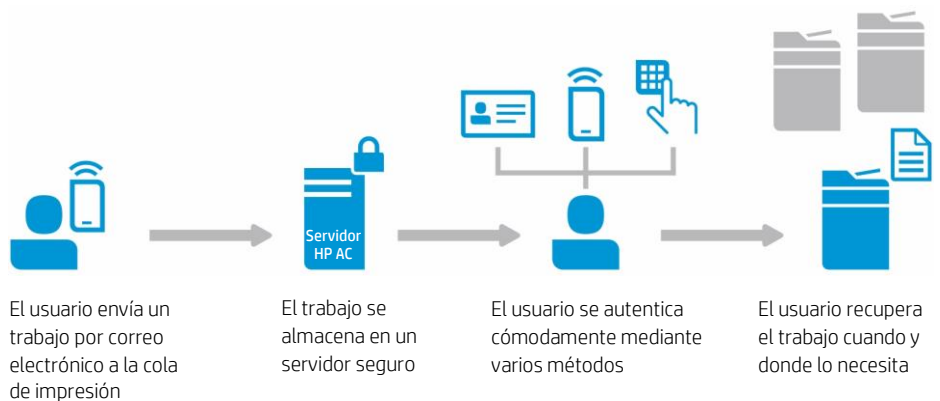 Servidor
HP AC
El usuario envía un
trabajo por correo
electrónico a la cola
de impresión
El trabajo se
almacena en un
servidor seguro
El usuario se autentica
cómodamente mediante
varios métodos
El usuario recupera
el trabajo cuando y
donde lo necesita